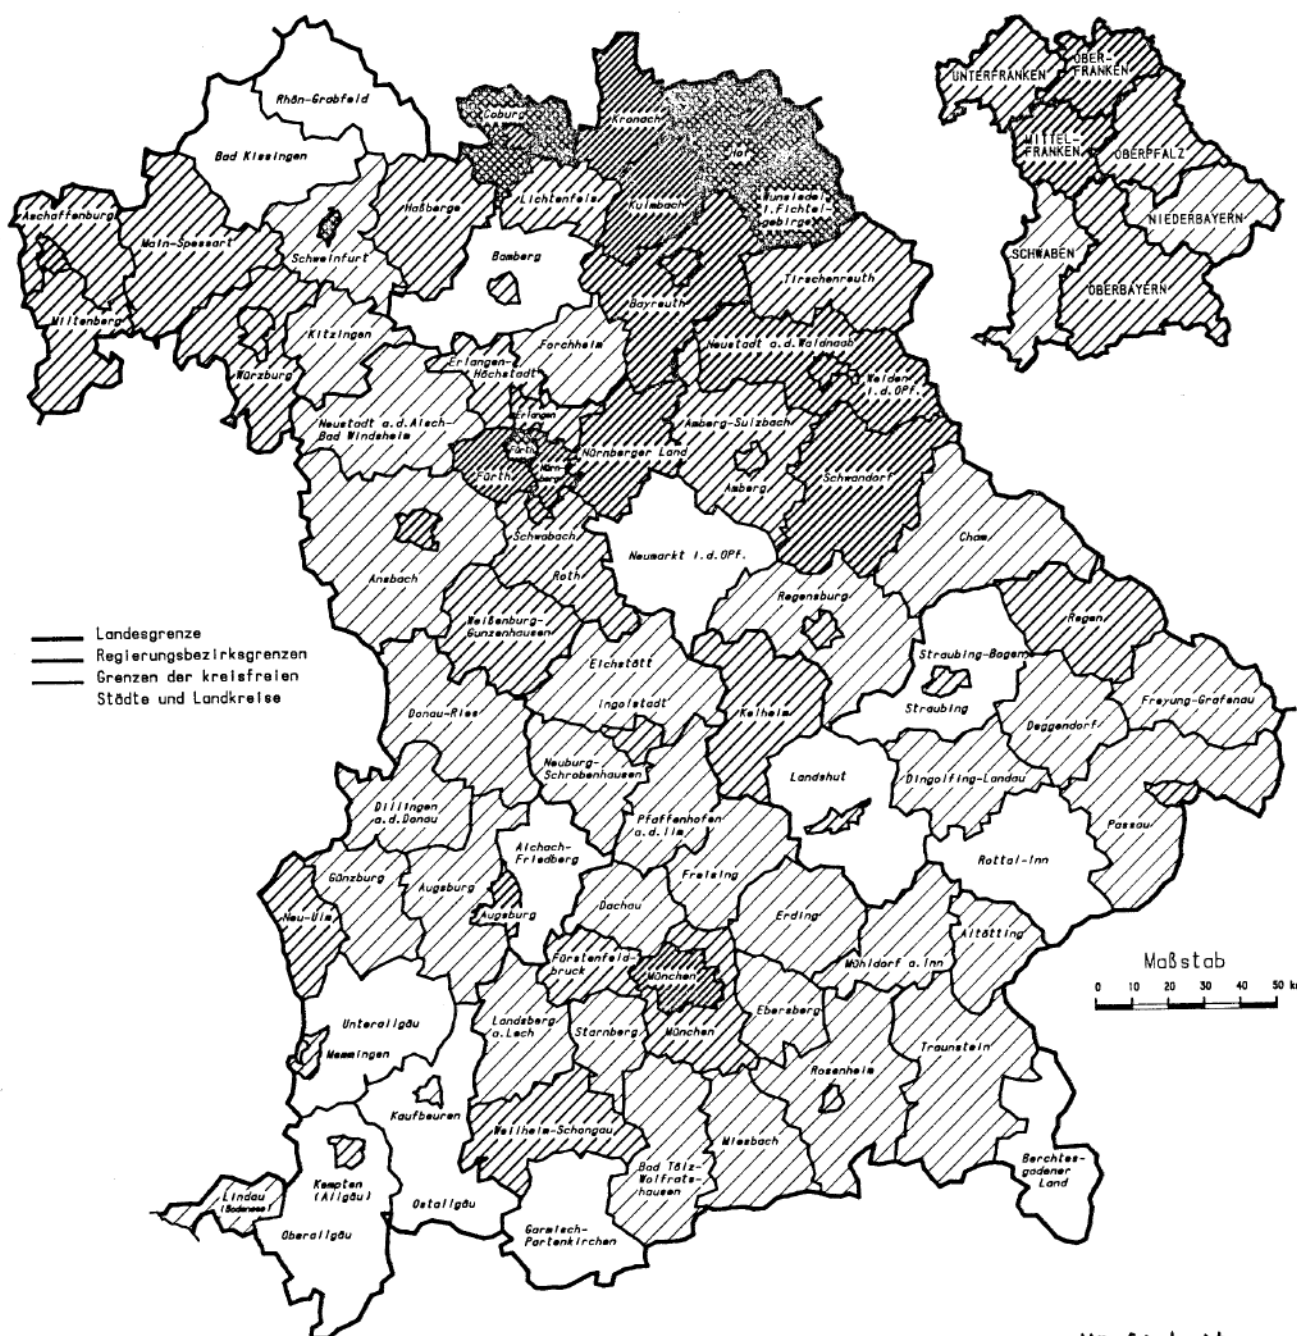 Rhön-Grabfeld
Bad Kissingen
Coburg
Kronach
Hof
Aschaffenburg
Main-Spessart
Haßberge
Lichtenfels
Kulmbach
Wunsiedel
i.Fichtel-
gebirge
Schweinfurt
Bamberg
Tirschenreuth
Miltenberg
Bayreuth
Kitzingen
Würzburg
Erlangen-
Höchstadt
Forchheim
Neustadt a.d.Waldnaab
Weiden
i.d.OPf.
Neustadt a.d.Aisch-
Bad Windsheim
Erlangen
Amberg-Sulzbach
Fürth
Fürth
Nürn-
berg
Nürnberger Land
Amberg
Schwandorf
Schwabach
Neumarkt i.d.OPf.
Cham
Ansbach
Roth
Regensburg
Weißenburg-
Gunzenhausen
Regen
Eichstätt
Straubing-Bogen
Ingolstadt
Straubing
Freyung-Grafenau
Donau-Ries
Kelheim
Deggendorf
Neuburg-
Schrobenhausen
Landshut
Dingolfing-Landau
Dillingen
a.d.Donau
Pfaffenhofen
a.d.Ilm
Passau
Aichach-
Friedberg
Rottal-Inn
Günzburg
Augsburg
Freising
Neu-Ulm
Augsburg
Dachau
Erding
Altötting
Fürstenfeld-
bruck
München
Mühldorf a.Inn
Unterallgäu
Landsberg
a.Lech
Starnberg
München
Ebersberg
Memmingen
Traunstein
Rosenheim
Kaufbeuren
Weilheim-Schongau
Miesbach
Bad Tölz-
Wolfrats-
hausen
Berchtes-
gadener
Land
Lindau
(Bodensee)
Kempten
(Allgäu)
Oberallgäu
Ostallgäu
Garmisch-
Partenkirchen
UNTERFRANKEN
OBER-
FRANKEN
MITTEL-
FRANKEN
OBERPFALZ
NIEDERBAYERN
SCHWABEN
OBERBAYERN
Landesgrenze
Regierungsbezirksgrenzen
Grenzen der kreisfreien
Städte und Landkreise
Maßstab
0 10 20 30 40 50 k